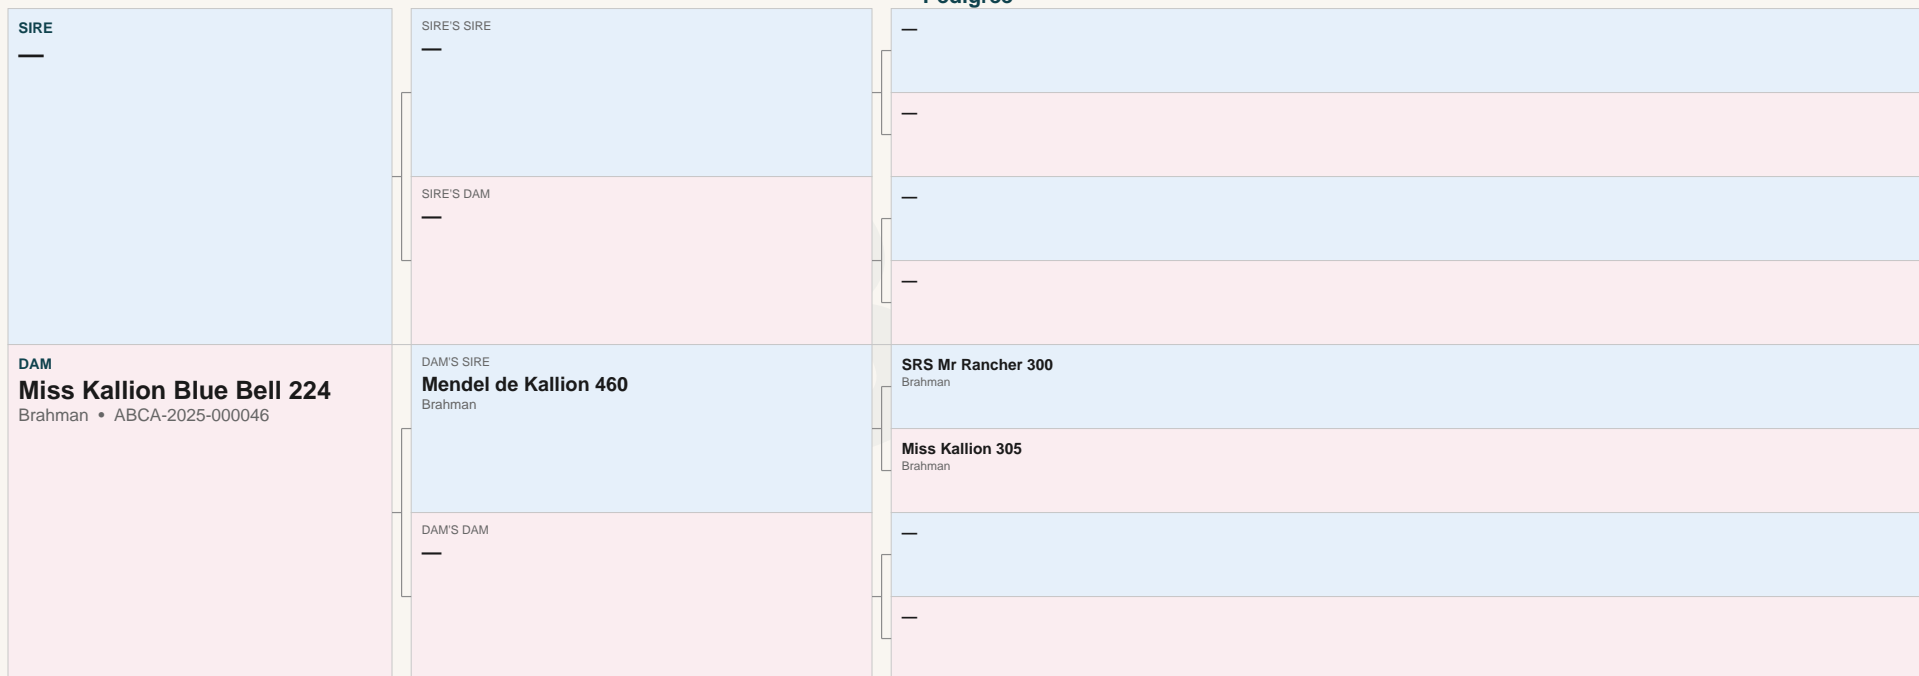 Pedigree
SIRE
—
SIRE'S SIRE
—
—
—
SIRE'S DAM
—
—
—
DAM
Miss Kallion Blue Bell 224
Brahman • ABCA-2025-000046
DAM'S SIRE
Mendel de Kallion 460
Brahman
SRS Mr Rancher 300
Brahman
Miss Kallion 305
Brahman
DAM'S DAM
—
—
—